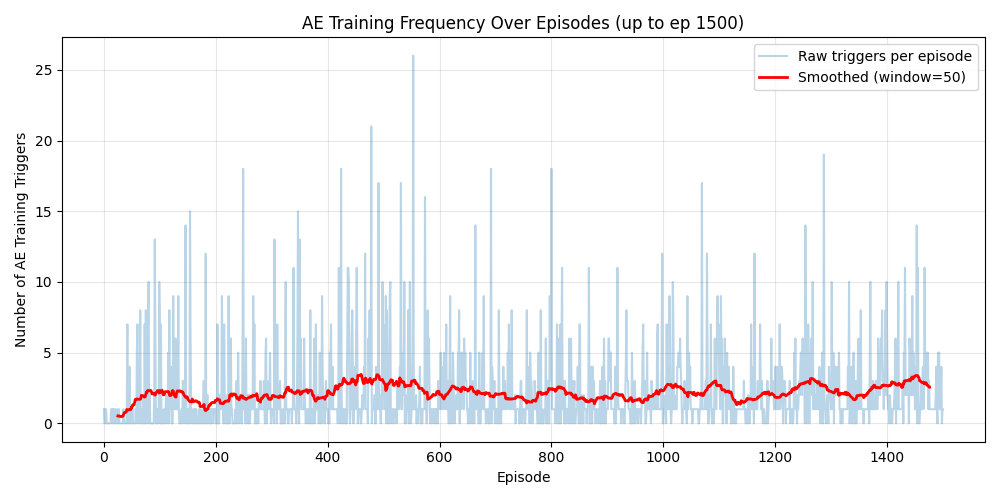 AE Training Frequency Over Episodes (up to ep 1500)
Raw triggers per episode
Smoothed (window=50)
Number of AE Training Triggers
25
20
15
10
5
0
0 200 400 600 800 1000 1200 1400
Episode